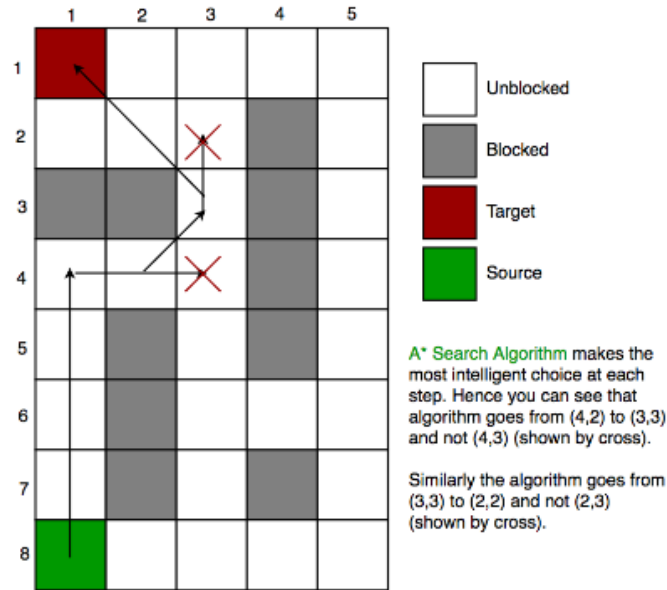 1 2 3 4 5
1
2
3
4
5
6
7
8
Unblocked
Blocked
Target
Source
A* Search Algorithm makes the
most intelligent choice at each
step. Hence you can see that
algorithm goes from (4,2) to (3,3)
and not (4,3) (shown by cross).
Similarly the algorithm goes from
(3,3) to (2,2) and not (2,3)
(shown by cross).